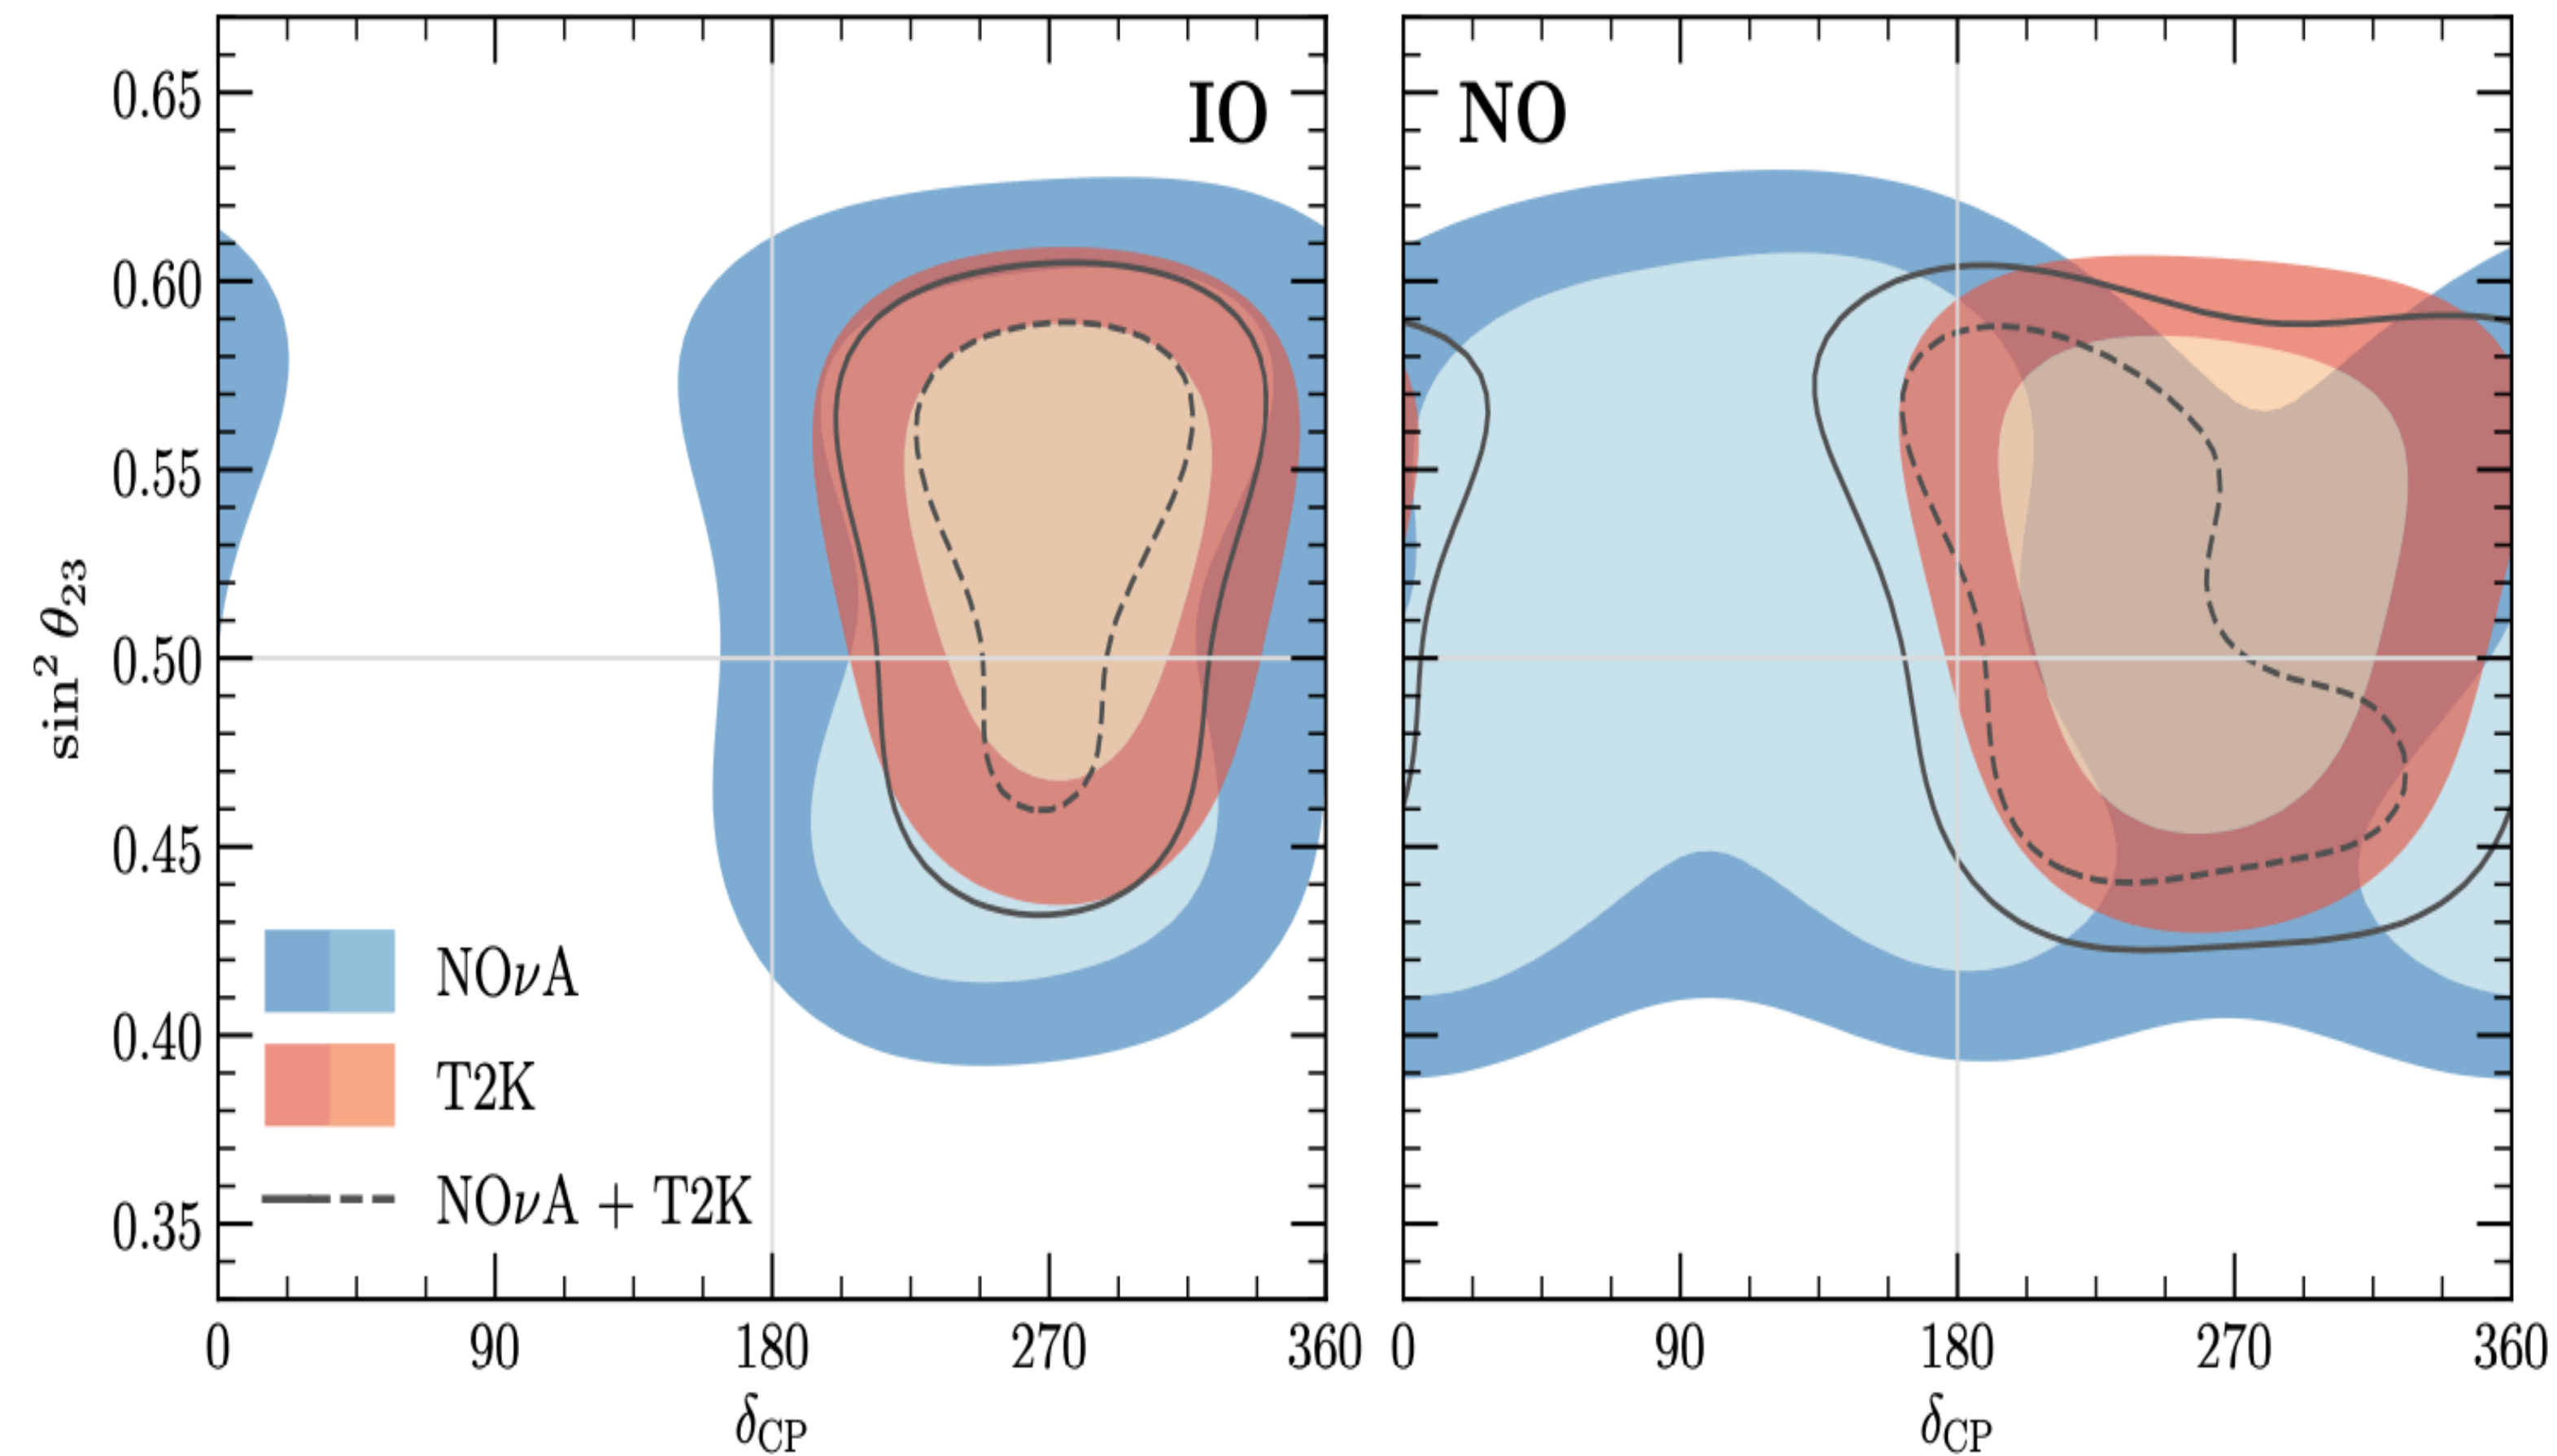 IO
NO
0.65
0.60
0.55
0.50
0.45
0.40
0.35
sin² θ₂₃
NOνA
T2K
NOνA + T2K
0 90 180 270 360
0 90 180 270 360
δCP
δCP